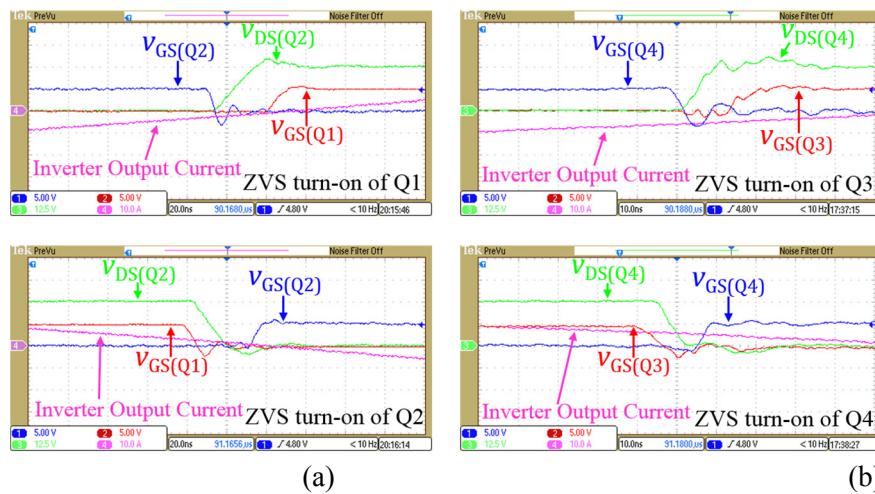 Tek PreVu Noise Filter Off
vGS(Q2)
vDS(Q2)
vGS(Q1)
4
Inverter Output Current
ZVS turn-on of Q1
1 5.00 V 2 5.00 V
3 12.5 V 4 10.0 A
20.0ns 90.1680µs 1 4.80 V < 10 Hz 20:15:46
Tek PreVu Noise Filter Off
vGS(Q4)
vDS(Q4)
vGS(Q3)
3
Inverter Output Current
ZVS turn-on of Q3
1 5.00 V 2 5.00 V
3 12.5 V 4 10.0 A
10.0ns 90.1880µs 1 4.80 V < 10 Hz 17:37:15
Tek PreVu Noise Filter Off
vDS(Q2)
vGS(Q2)
vGS(Q1)
4
Inverter Output Current
ZVS turn-on of Q2
1 5.00 V 2 5.00 V
3 12.5 V 4 10.0 A
20.0ns 91.1656µs 1 4.80 V < 10 Hz 20:16:14
Tek PreVu Noise Filter Off
vDS(Q4)
vGS(Q4)
vGS(Q3)
3
Inverter Output Current
ZVS turn-on of Q4
1 5.00 V 2 5.00 V
3 12.5 V 4 10.0 A
10.0ns 91.1800µs 1 4.80 V < 10 Hz 17:38:27
(a)
(b)